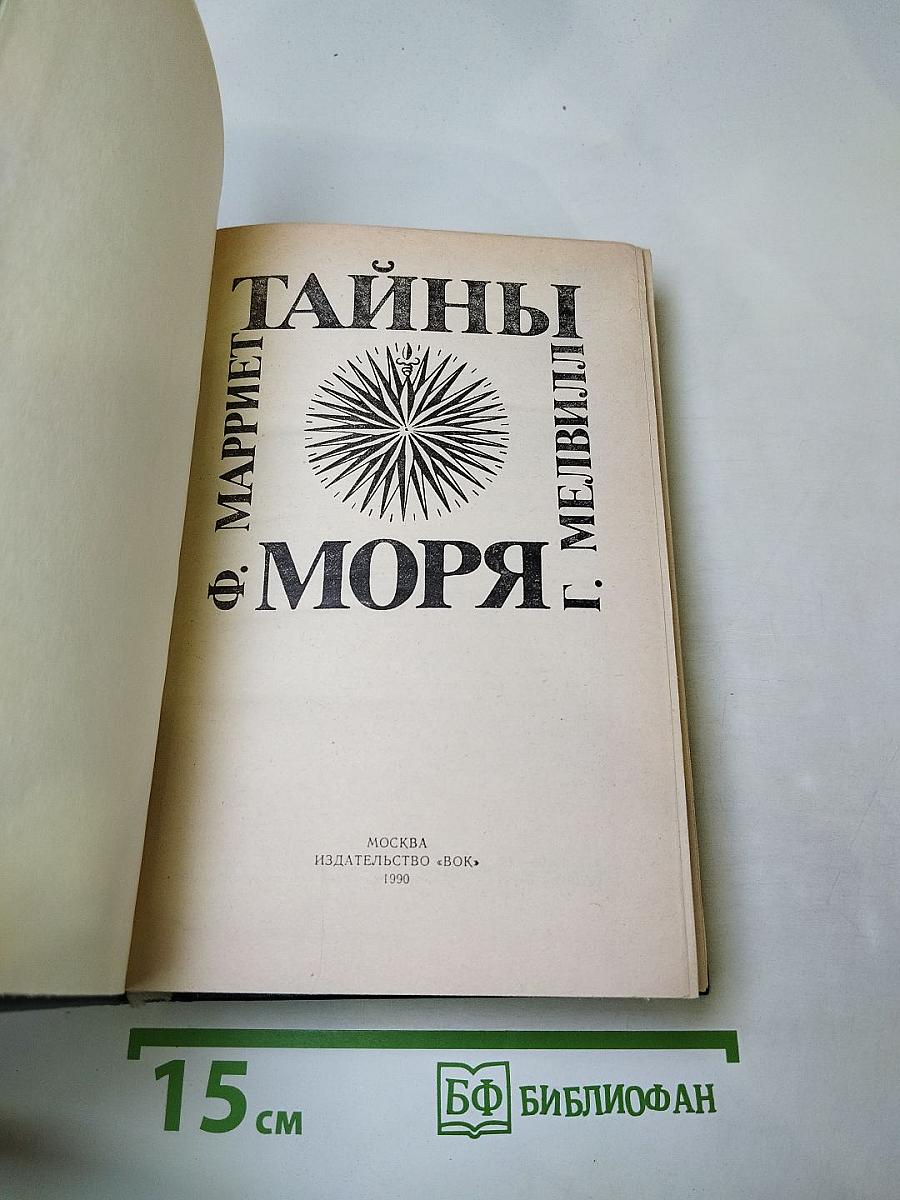 ТАЙНЫ
Ф. МАРРИЕТ
Г. МЕЛВИЛЛ
МОРЯ
МОСКВА
ИЗДАТЕЛЬСТВО «ВОК»
1990
15 см
БФ БИБЛИОФАН